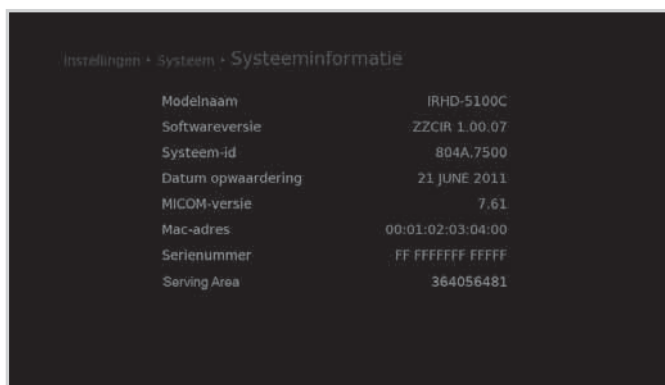 Instellingen • Systeem • Systeeminformatie
Modelnaam IRHD-5100C
Softwareversie ZZCIR 1.00.07
Systeem-id 804A.7500
Datum opwaardering 21 JUNE 2011
MICOM-versie 7.61
Mac-adres 00:01:02:03:04:00
Serienummer FF FFFFFFF FFFFF
Serving Area 364056481